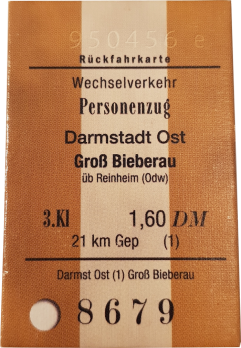 950456 e
Rückfahrkarte
Wechselverkehr
Personenzug
Darmstadt Ost
Groß Bieberau
üb Reinheim (Odw)
3.Kl 1,60 DM
21 km Gep (1)
Darmst Ost (1) Groß Bieberau
8679